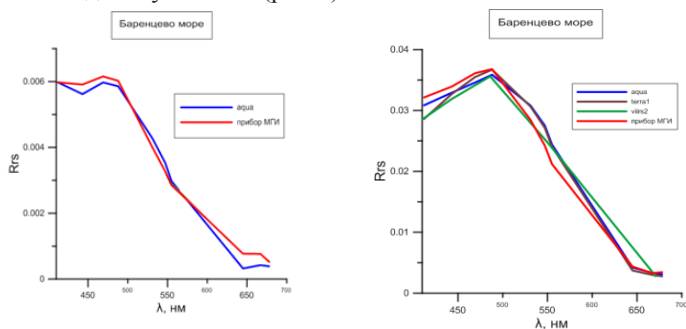 Баренцево море
0.006
0.004
0.002
0
Rrs
450
500
550
600
650
700
λ, нм
aqua
прибор МГИ
Баренцево море
0.04
0.03
0.02
0.01
0
Rrs
450
500
550
600
650
700
λ, нм
aqua
terra1
viirs2
прибор МГИ